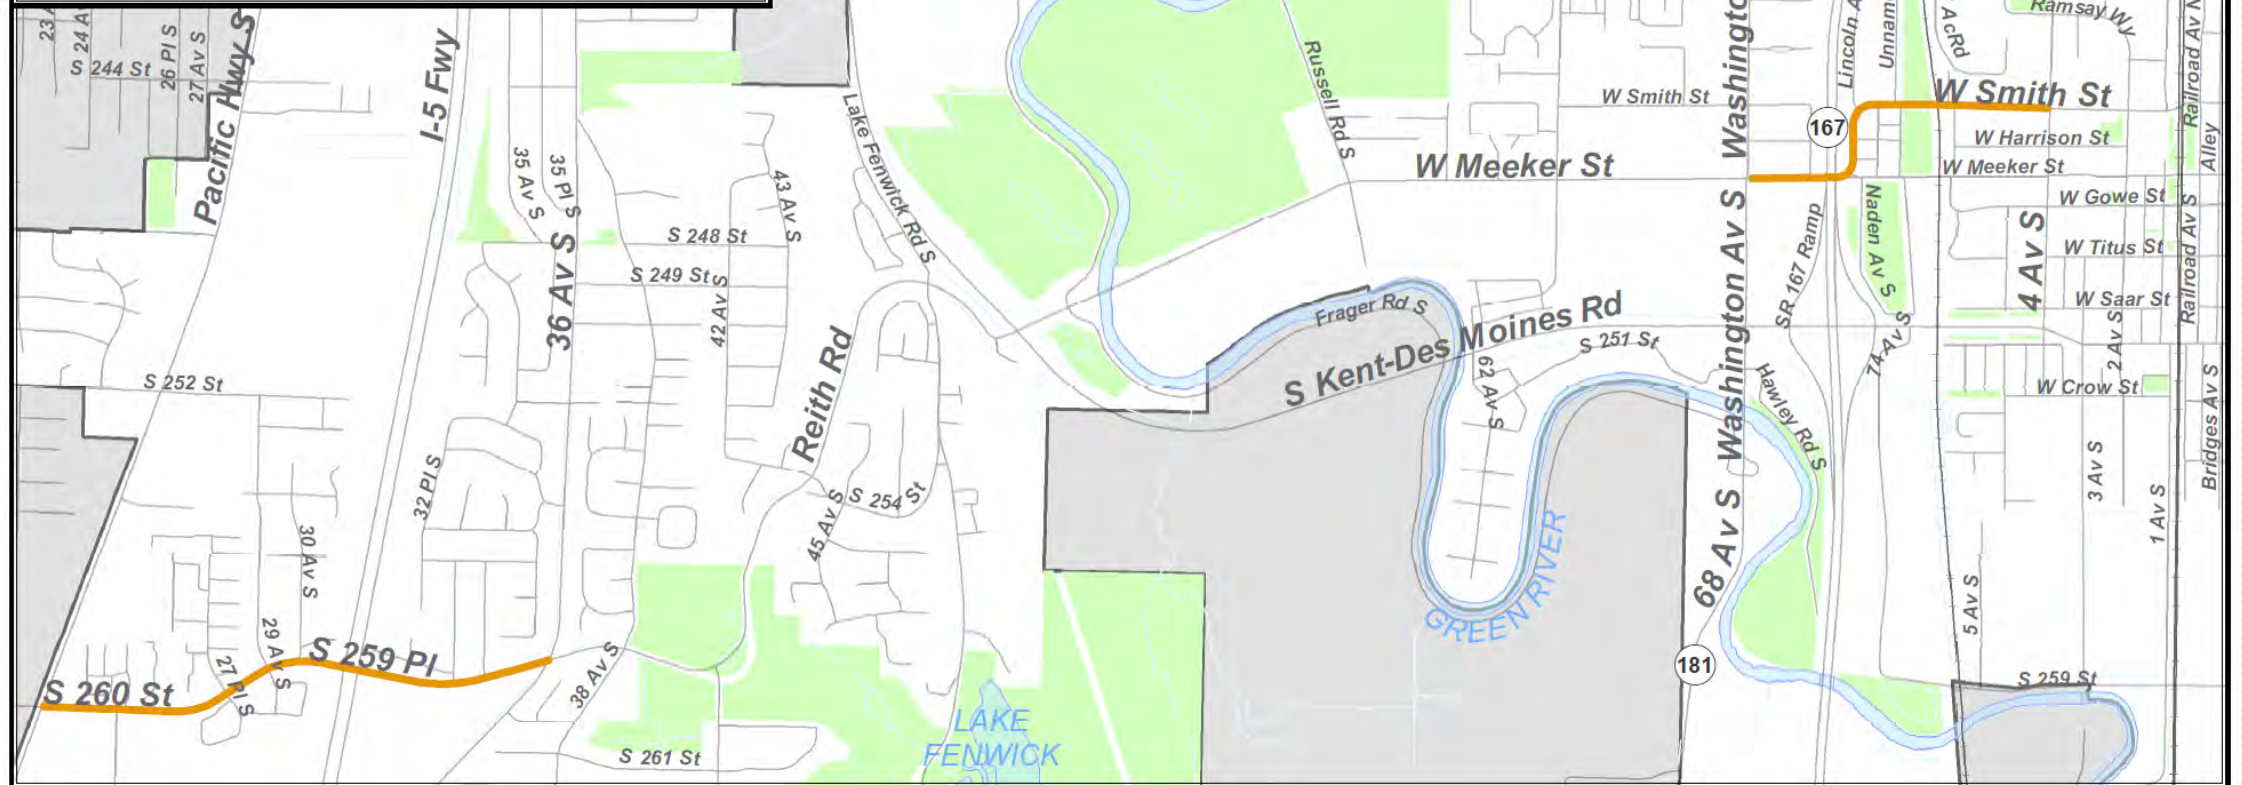 Ramsay Wy
AcRd
Unnam
Lincoln A
Washingto
Railroad Av N
23 A
24 Av S
26 Pl S
27 Av S
Pacific Hwy S
I-5 Fwy
S 244 St
Russell Rd S
Lake Fenwick Rd S
W Smith St
W Smith St
167
W Harrison St
W Meeker St
W Meeker St
Alley
35 Av S
35 Pl S
43 Av S
W Gowe St
Naden Av S
4 Av S
Railroad Av S
S 248 St
36 Av S
Washington Av S
SR 167 Ramp
W Titus St
S 249 St
42 Av S
W Saar St
Frager Rd S
S Kent-Des Moines Rd
S 251 St
74 Av S
2 Av S
Reith Rd
62 Av S
Hawley Rd S
W Crow St
S 252 St
Washington Av S
Bridges Av S
32 Pl S
45 Av S
S 254 St
3 Av S
1 Av S
30 Av S
68 Av S
GREEN RIVER
5 Av S
29 Av S
27 Pl S
S 259 Pl
38 Av S
181
S 259 St
S 260 St
LAKE
FENWICK
S 261 St